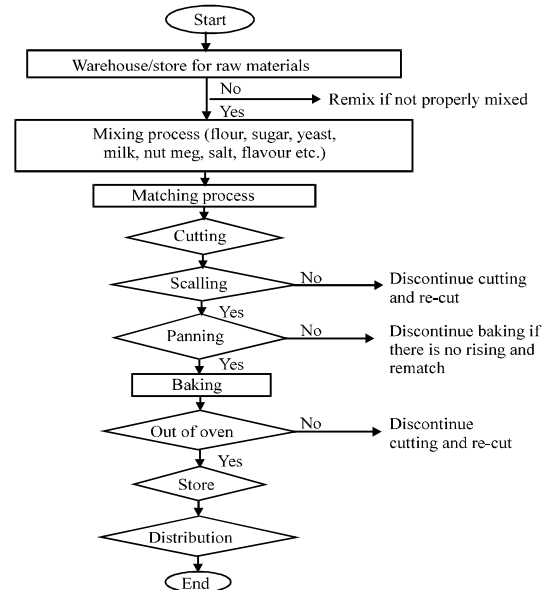 Start
Warehouse/store for raw materials
No
Remix if not properly mixed
Yes
Mixing process (flour, sugar, yeast,
milk, nut meg, salt, flavour etc.)
Matching process
Cutting
Scalling
No
Discontinue cutting
and re-cut
Yes
Panning
No
Discontinue baking if
there is no rising and
rematch
Yes
Baking
Out of oven
No
Discontinue
cutting and re-cut
Yes
Store
Distribution
End